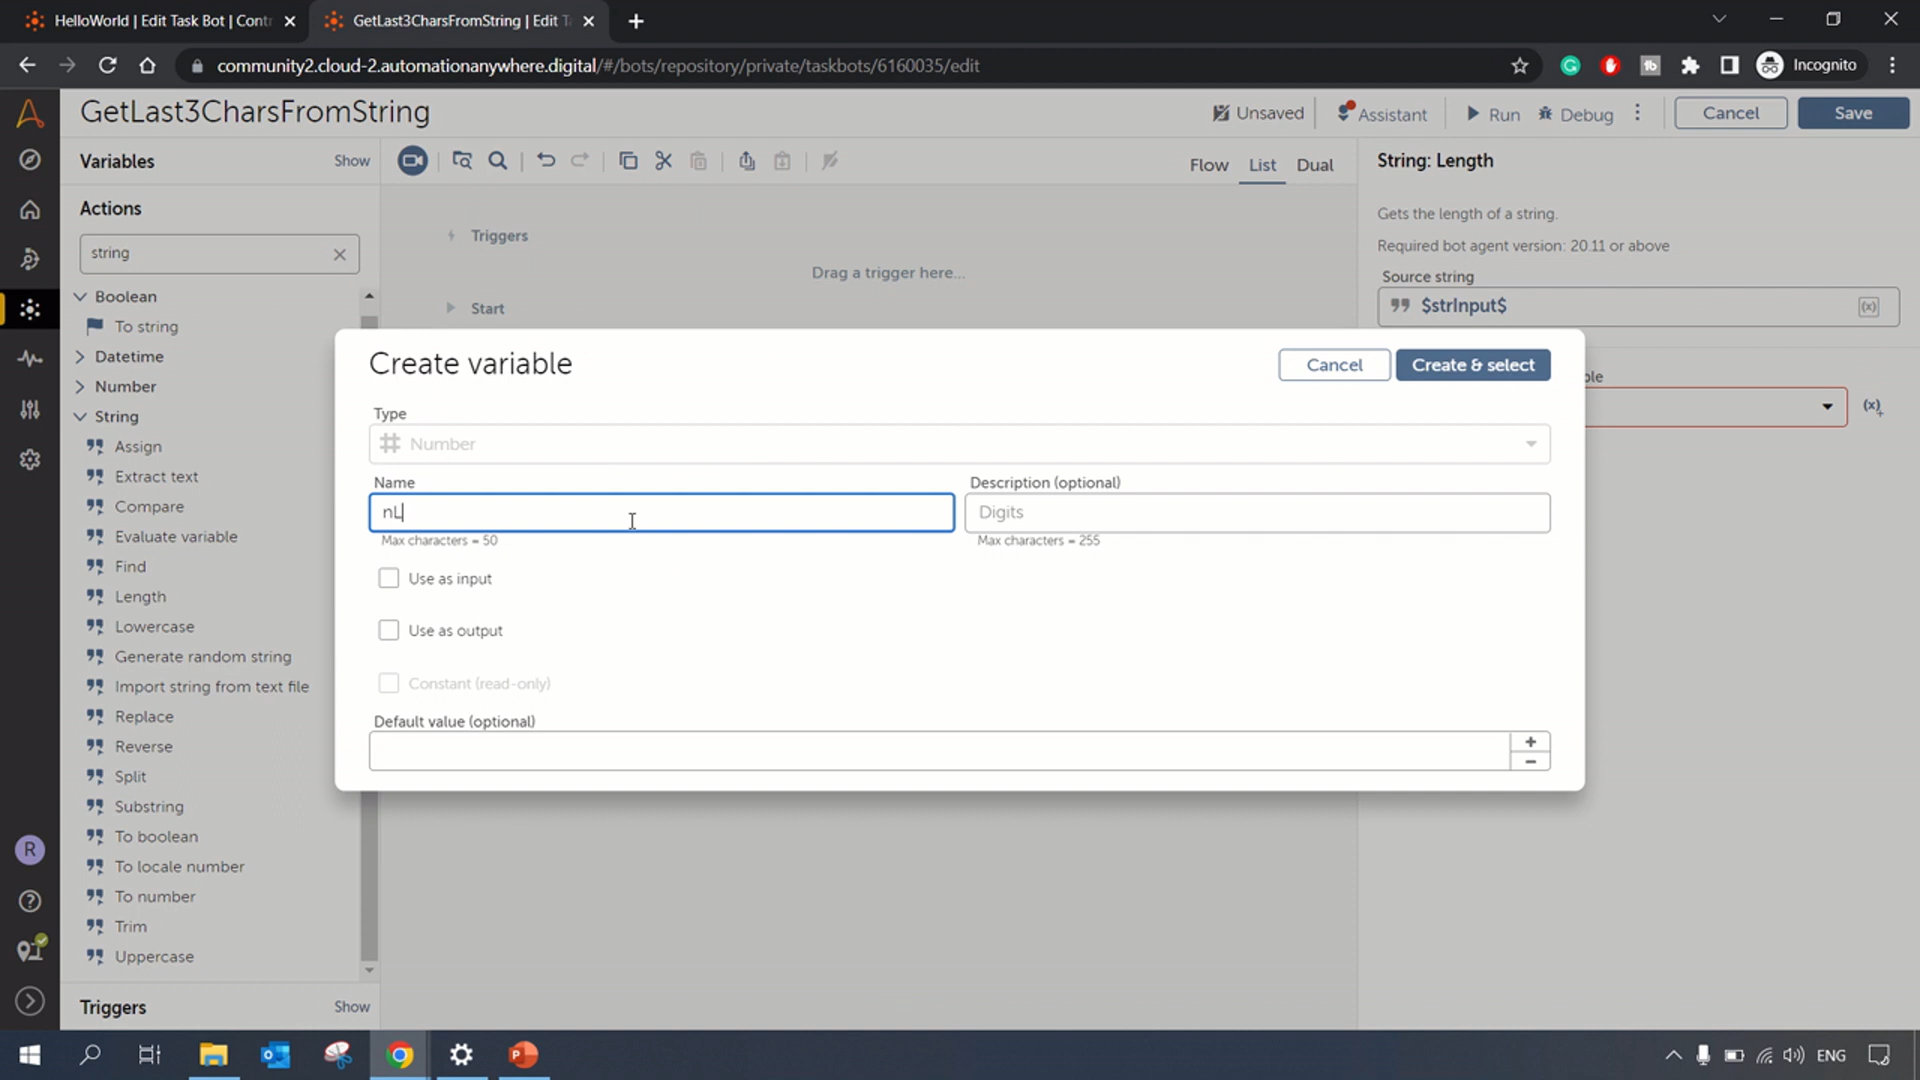 HelloWorld | Edit Task Bot | Contr
GetLast3CharsFromString | Edit T
community2.cloud-2.automationanywhere.digital/#/bots/repository/private/taskbots/6160035/edit
Incognito
GetLast3CharsFromString
Unsaved
Assistant
Run
Debug
Cancel
Save
Variables
Show
Flow
List
Dual
Actions
string
Boolean
To string
Datetime
Number
String
Assign
Extract text
Compare
Evaluate variable
Find
Length
Lowercase
Generate random string
Import string from text file
Replace
Reverse
Split
Substring
To boolean
To locale number
To number
Trim
Uppercase
Triggers
Show
Triggers
Drag a trigger here...
Start
String: Length
Gets the length of a string.
Required bot agent version: 20.11 or above
Source string
$strInput$
(x)
ble
(x)
Create variable
Cancel
Create & select
Type
Number
Name
Description (optional)
nL
Digits
Max characters = 50
Max characters = 255
Use as input
Use as output
Constant (read-only)
Default value (optional)
R
ENG